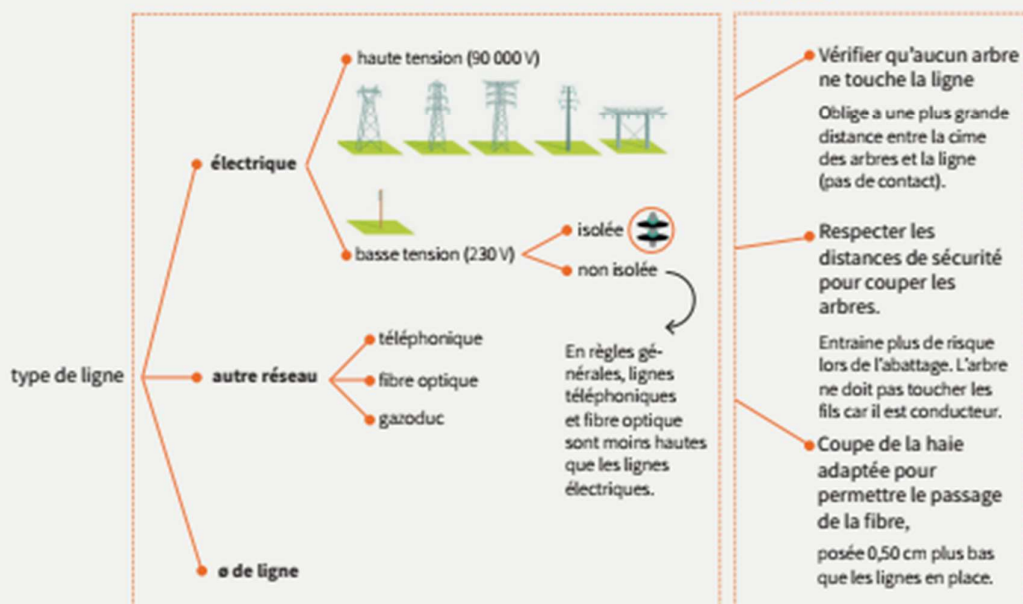 type de ligne
électrique
haute tension (90 000 V)
basse tension (230 V)
isolée
non isolée
En règles gé-
nérales, lignes
téléphoniques
et fibre optique
sont moins hautes
que les lignes
électriques.
autre réseau
téléphonique
fibre optique
gazoduc
ø de ligne
Vérifier qu'aucun arbre
ne touche la ligne
Oblige a une plus grande
distance entre la cime
des arbres et la ligne
(pas de contact).
Respecter les
distances de sécurité
pour couper les
arbres.
Entraine plus de risque
lors de l'abattage. L'arbre
ne doit pas toucher les
fils car il est conducteur.
Coupe de la haie
adaptée pour
permettre le passage
de la fibre,
posée 0,50 cm plus bas
que les lignes en place.